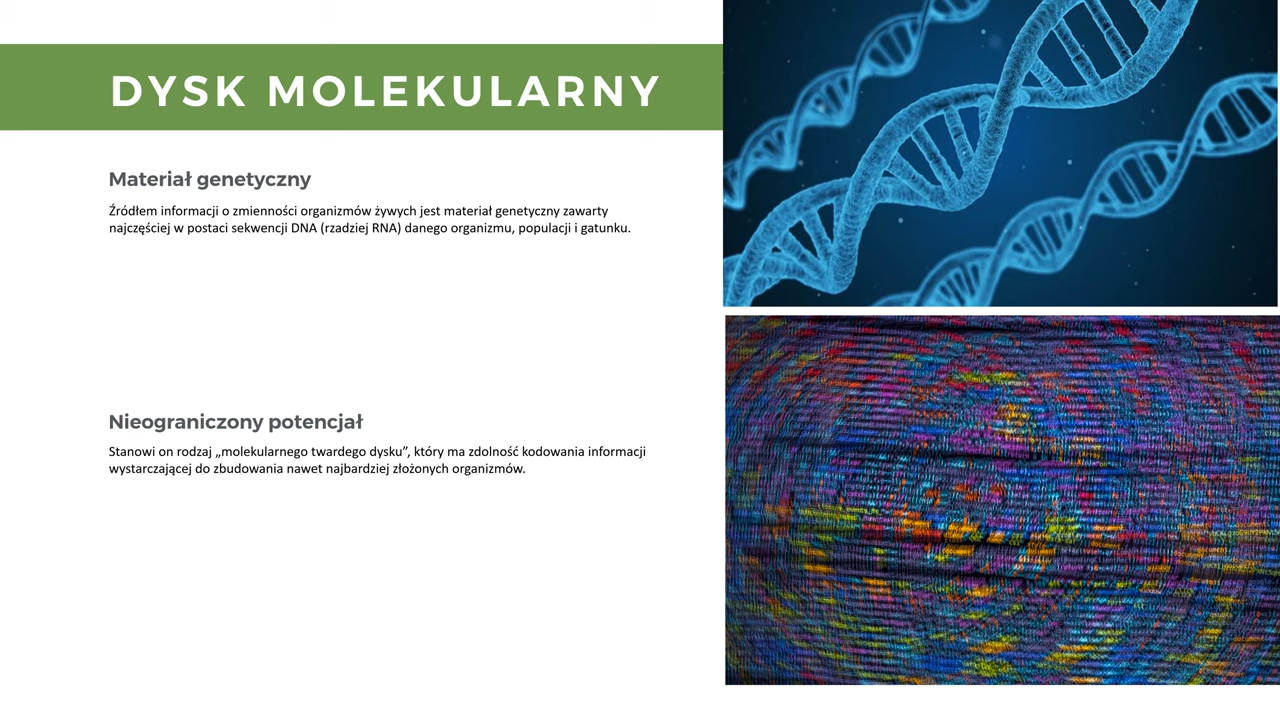 DYSK MOLEKULARNY
Materiał genetyczny
Źródłem informacji o zmienności organizmów żywych jest materiał genetyczny zawarty
najczęściej w postaci sekwencji DNA (rzadziej RNA) danego organizmu, populacji i gatunku.
Nieograniczony potencjał
Stanowi on rodzaj „molekularnego twardego dysku”, który ma zdolność kodowania informacji
wystarczającej do zbudowania nawet najbardziej złożonych organizmów.